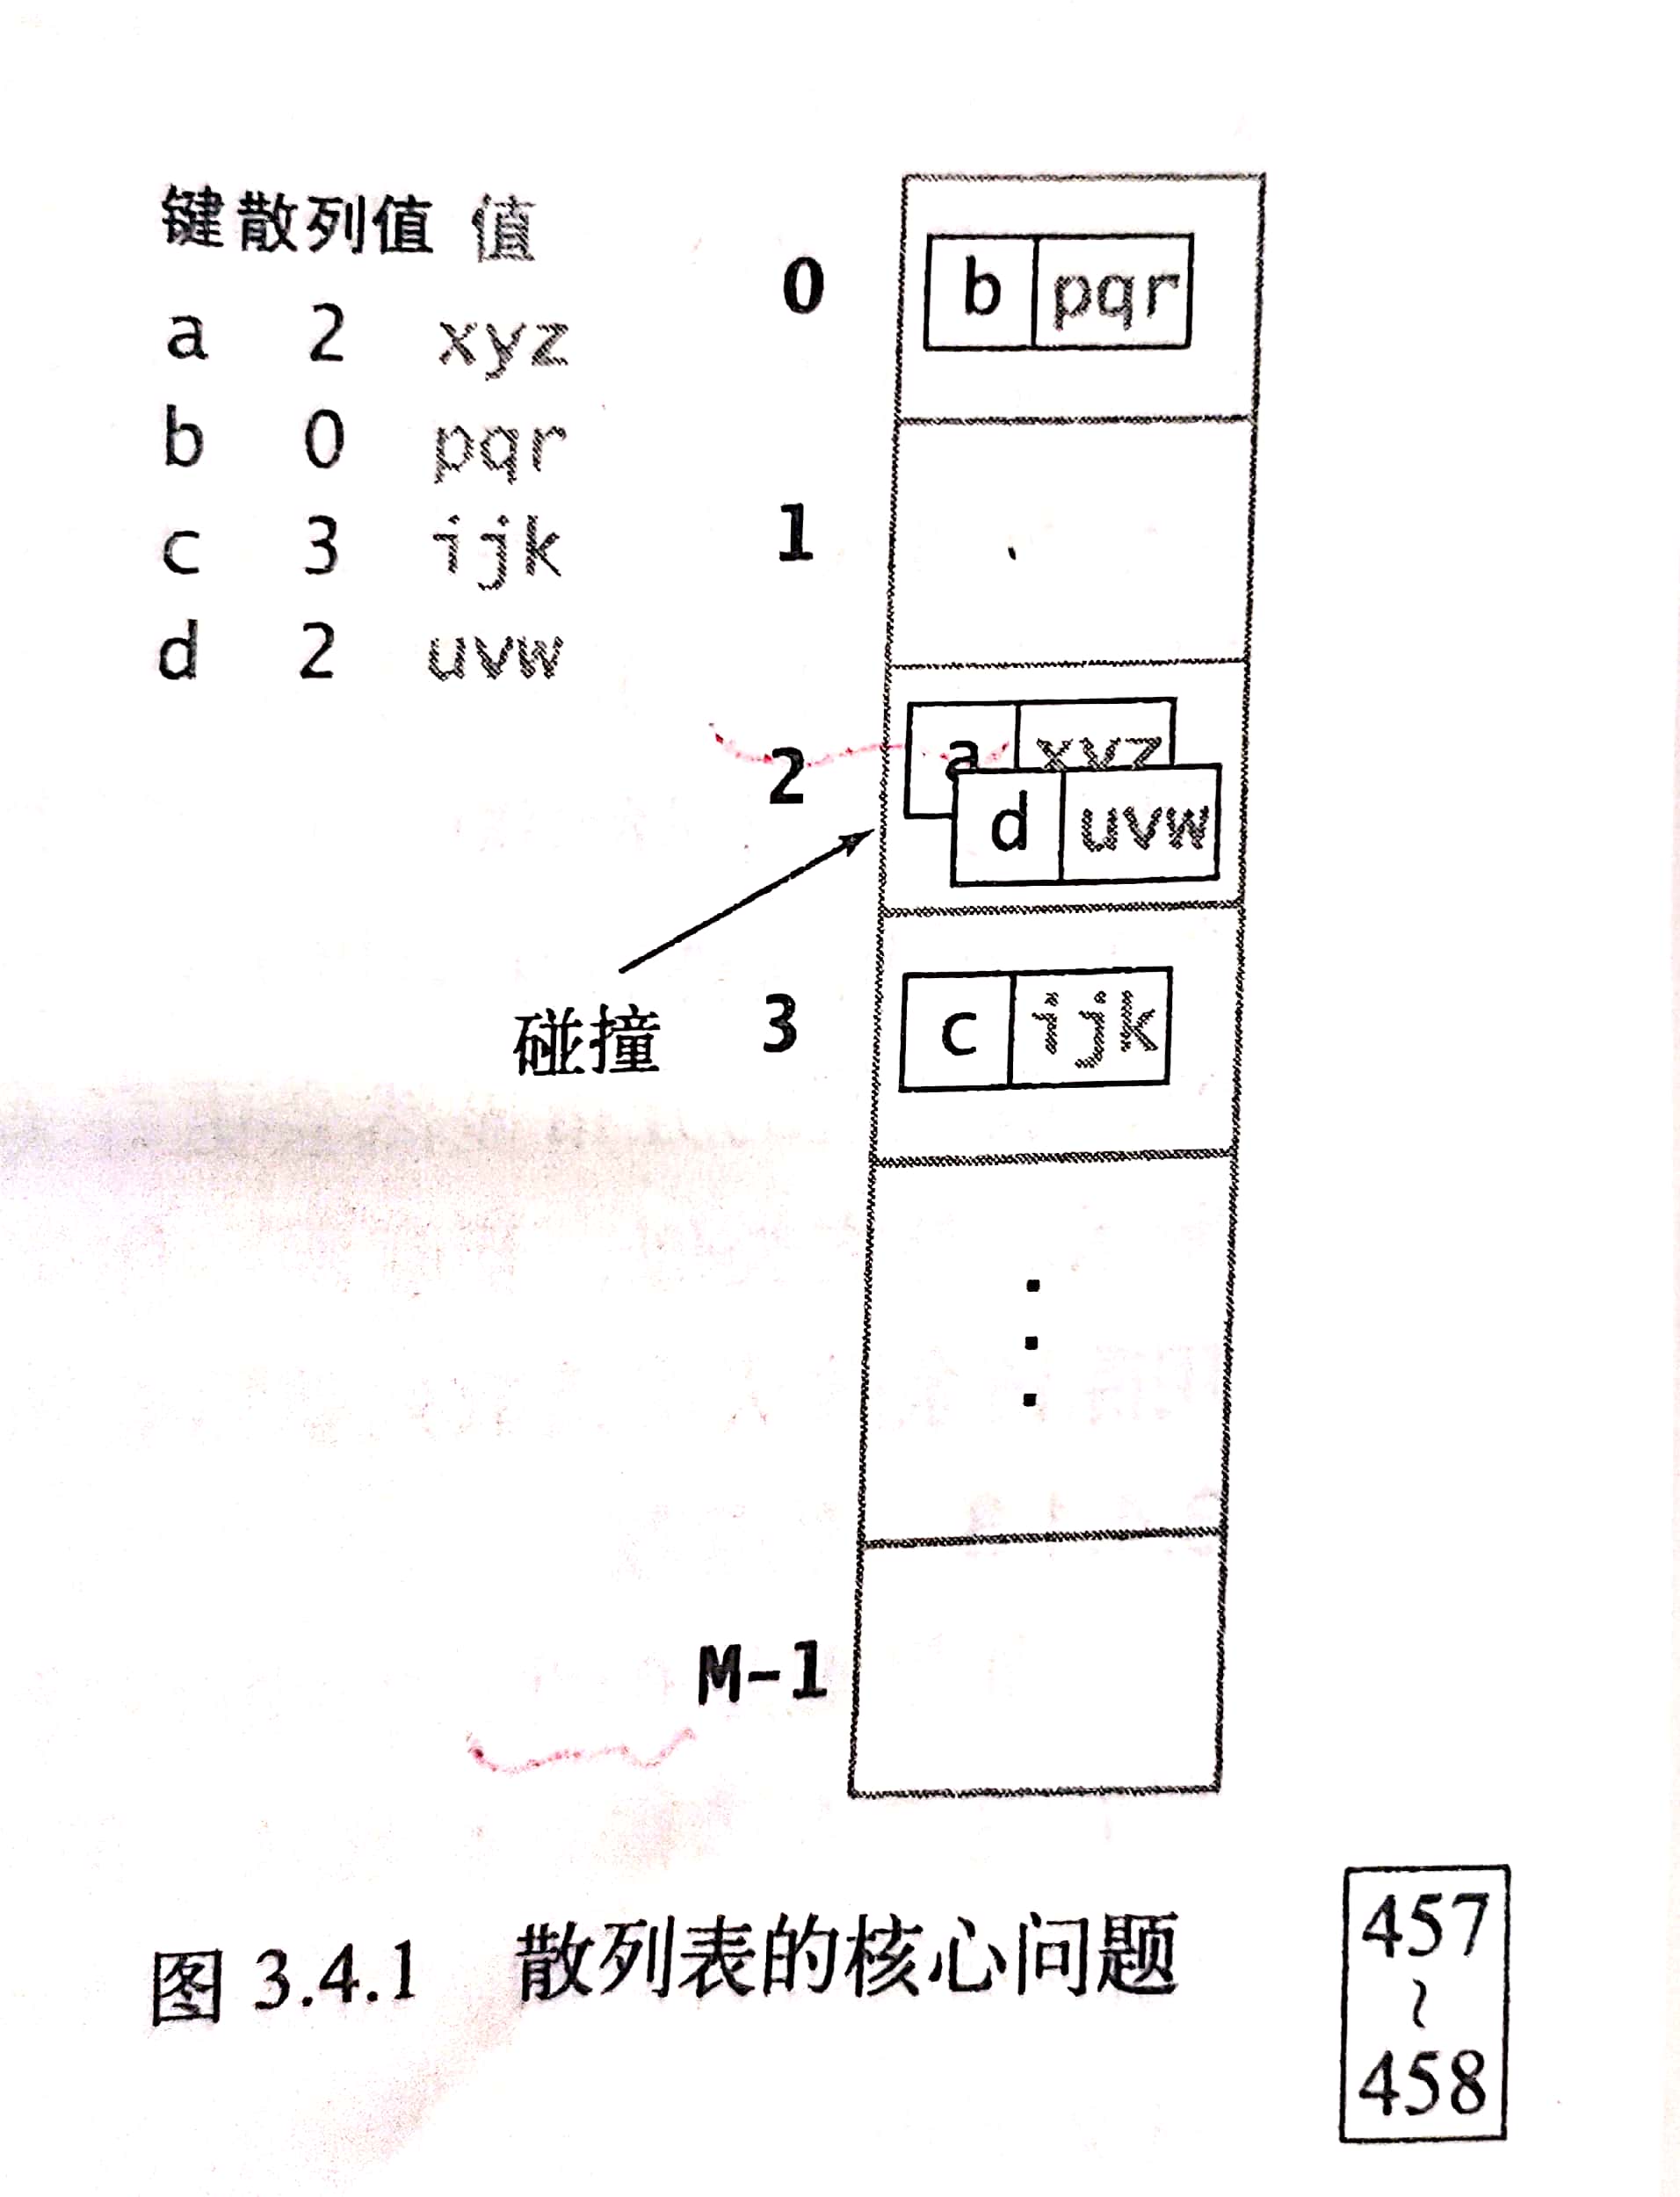 键 散列值 值
a 2 xyz
b 0 pqr
c 3 ijk
d 2 uvw
0 b pqr
1
2 a xyz
d uvw
碰撞
3 c ijk
M-1
图 3.4.1 散列表的核心问题
457
~
458